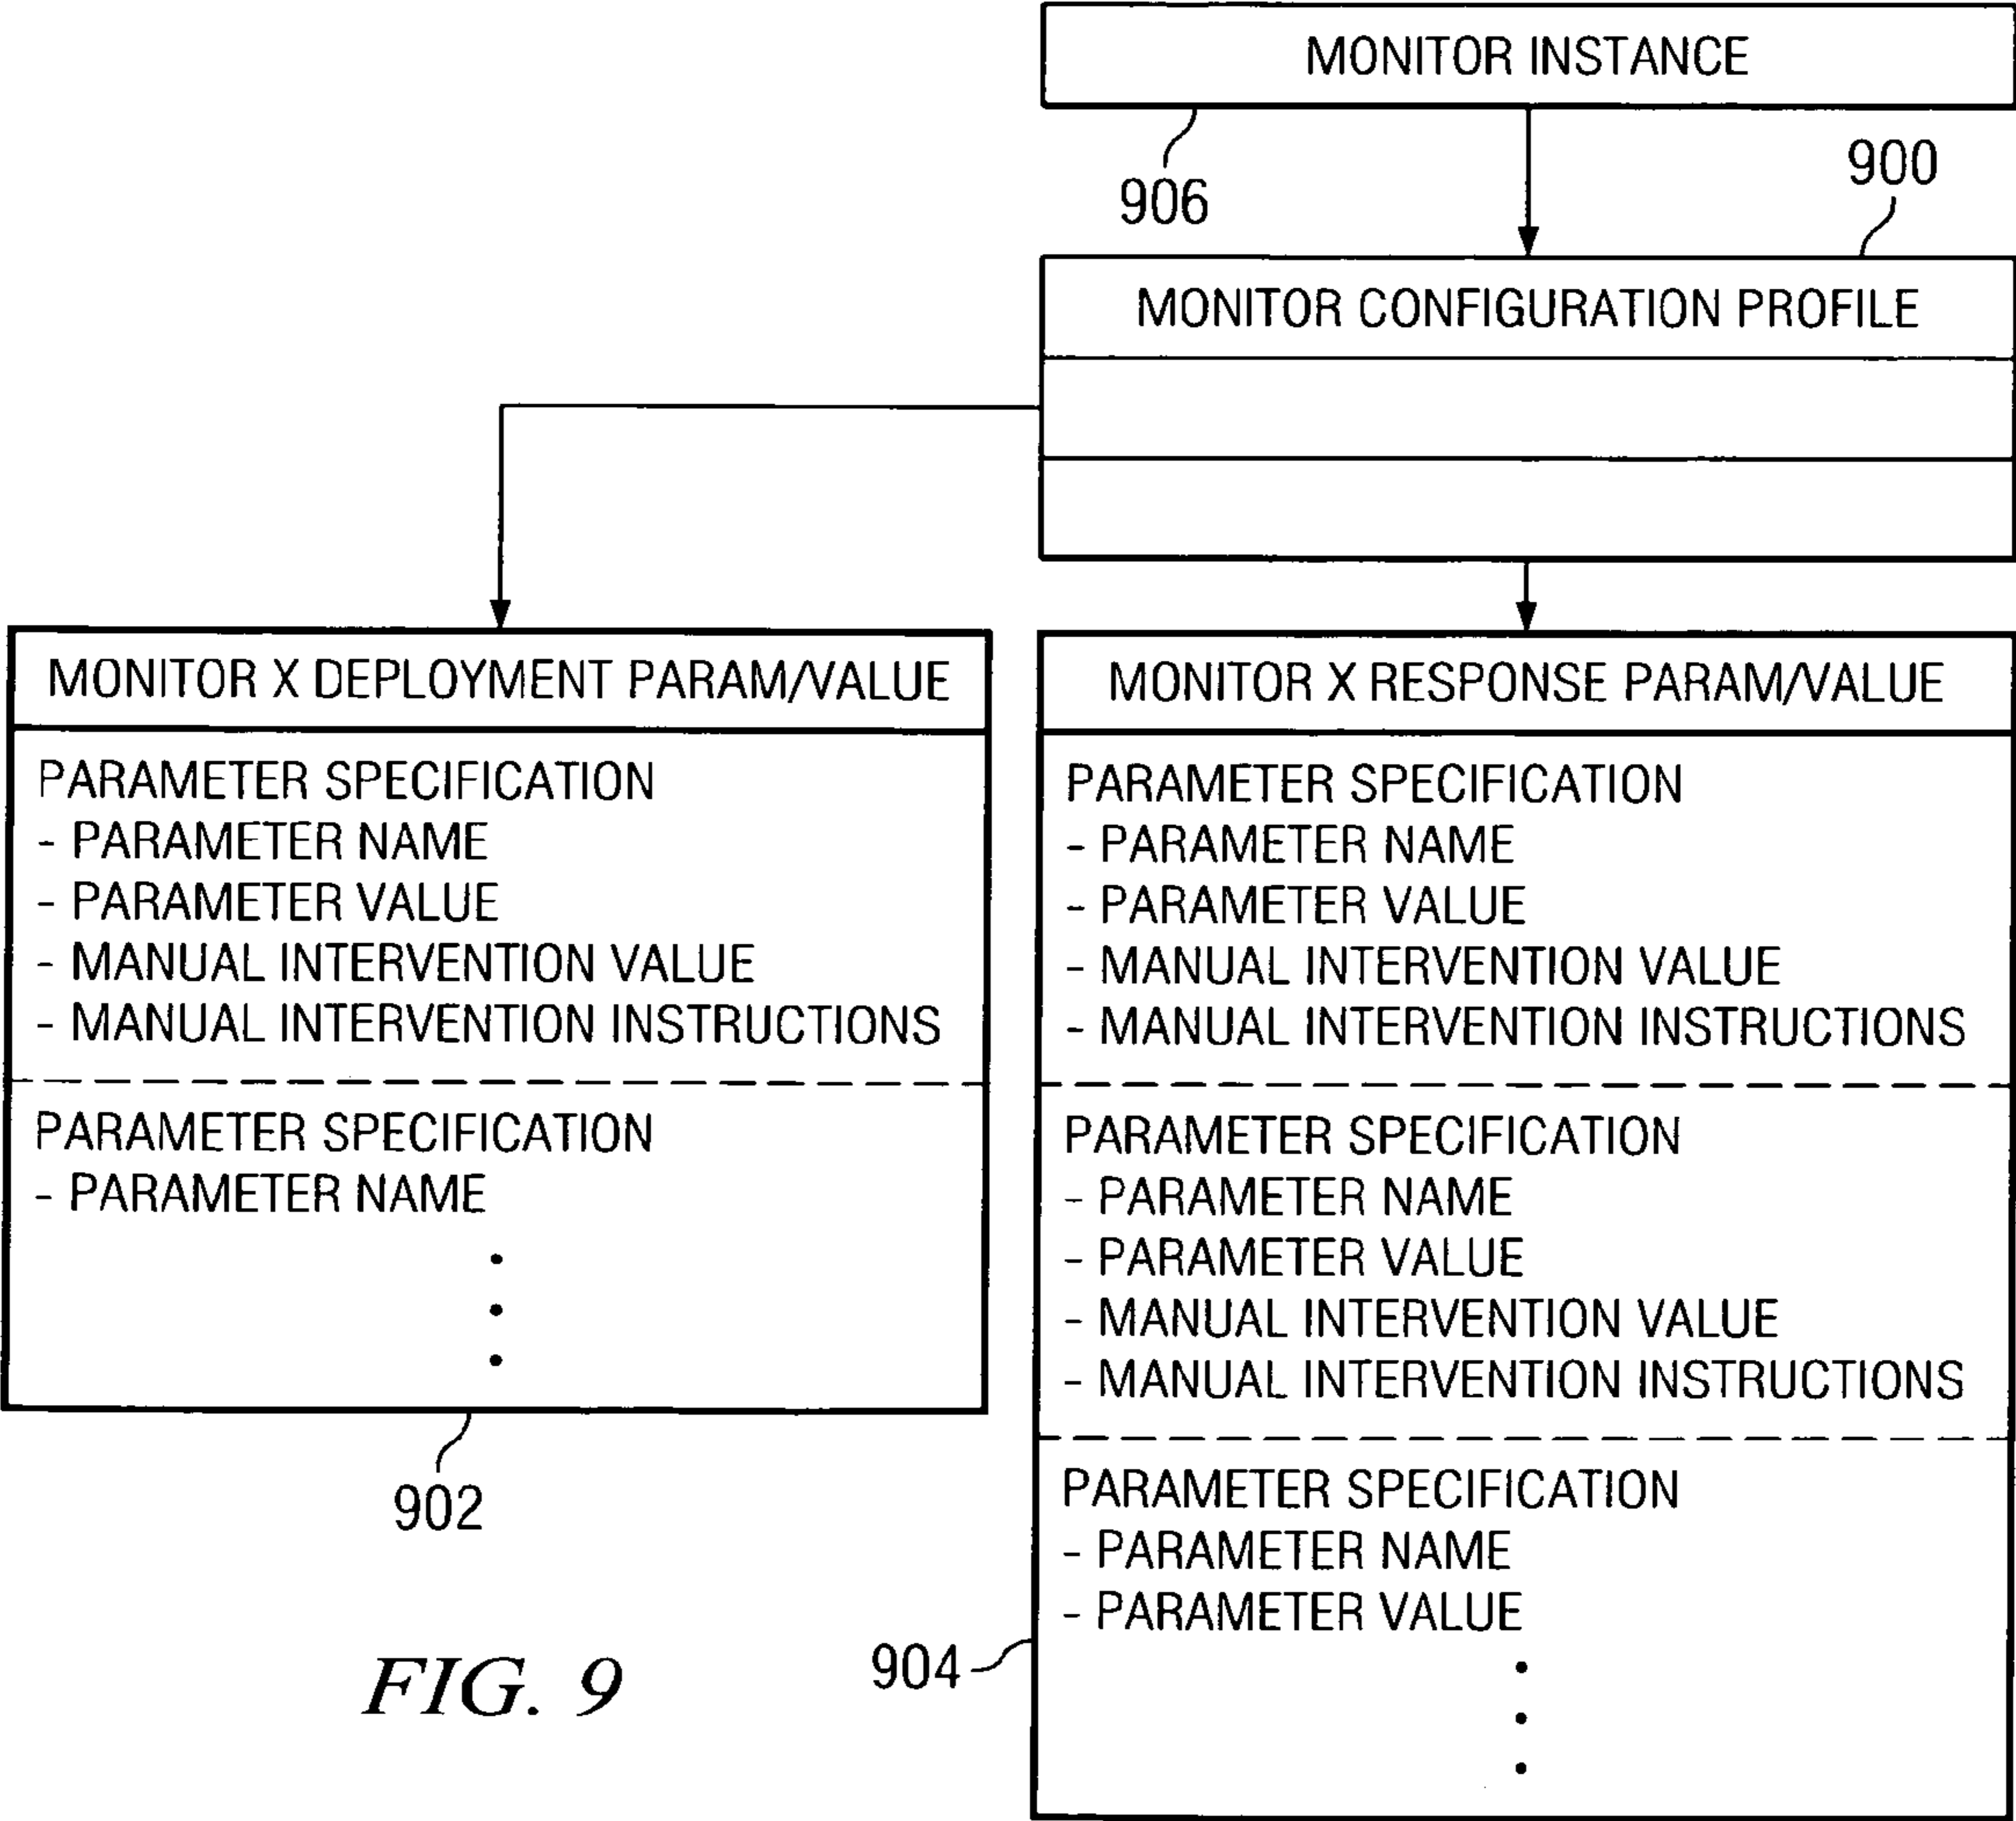 MONITOR INSTANCE
906
900
MONITOR CONFIGURATION PROFILE
MONITOR X DEPLOYMENT PARAM/VALUE
PARAMETER SPECIFICATION
- PARAMETER NAME
- PARAMETER VALUE
- MANUAL INTERVENTION VALUE
- MANUAL INTERVENTION INSTRUCTIONS
PARAMETER SPECIFICATION
- PARAMETER NAME
902
MONITOR X RESPONSE PARAM/VALUE
PARAMETER SPECIFICATION
- PARAMETER NAME
- PARAMETER VALUE
- MANUAL INTERVENTION VALUE
- MANUAL INTERVENTION INSTRUCTIONS
PARAMETER SPECIFICATION
- PARAMETER NAME
- PARAMETER VALUE
- MANUAL INTERVENTION VALUE
- MANUAL INTERVENTION INSTRUCTIONS
PARAMETER SPECIFICATION
- PARAMETER NAME
- PARAMETER VALUE
904
FIG. 9